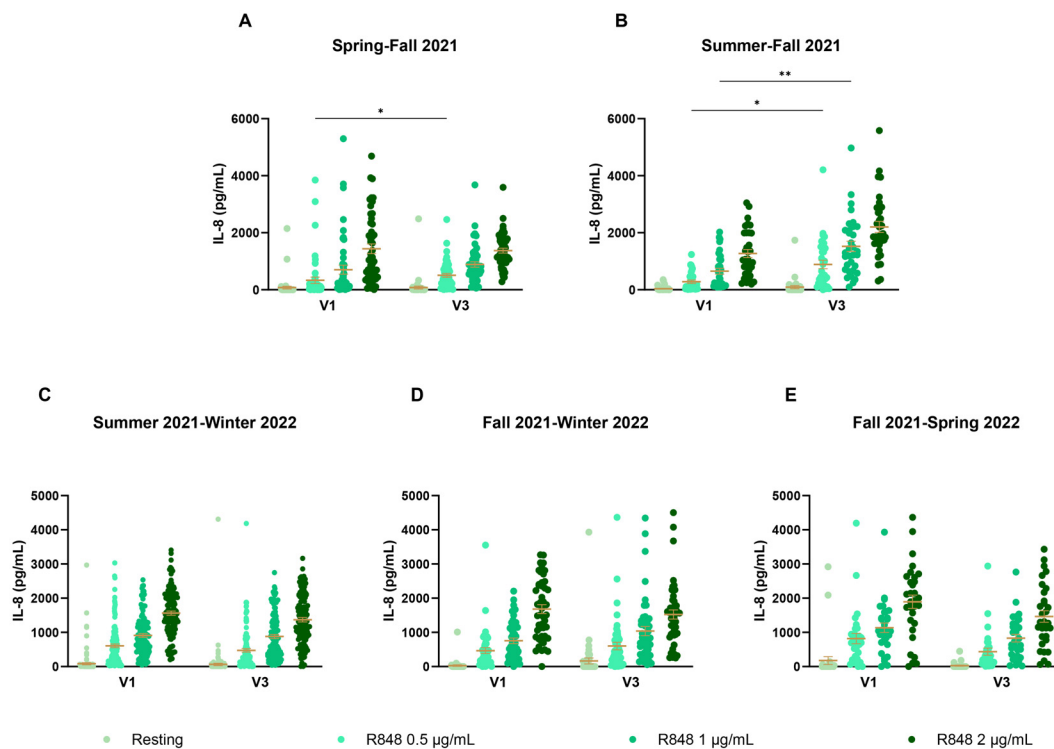 A
Spring-Fall 2021
*
IL-8 (pg/mL)
6000
4000
2000
0
V1
V3
B
Summer-Fall 2021
**
*
IL-8 (pg/mL)
6000
4000
2000
0
V1
V3
C
Summer 2021-Winter 2022
IL-8 (pg/mL)
5000
4000
3000
2000
1000
0
V1
V3
D
Fall 2021-Winter 2022
IL-8 (pg/mL)
5000
4000
3000
2000
1000
0
V1
V3
E
Fall 2021-Spring 2022
IL-8 (pg/mL)
5000
4000
3000
2000
1000
0
V1
V3
Resting
R848 0.5 µg/mL
R848 1 µg/mL
R848 2 µg/mL